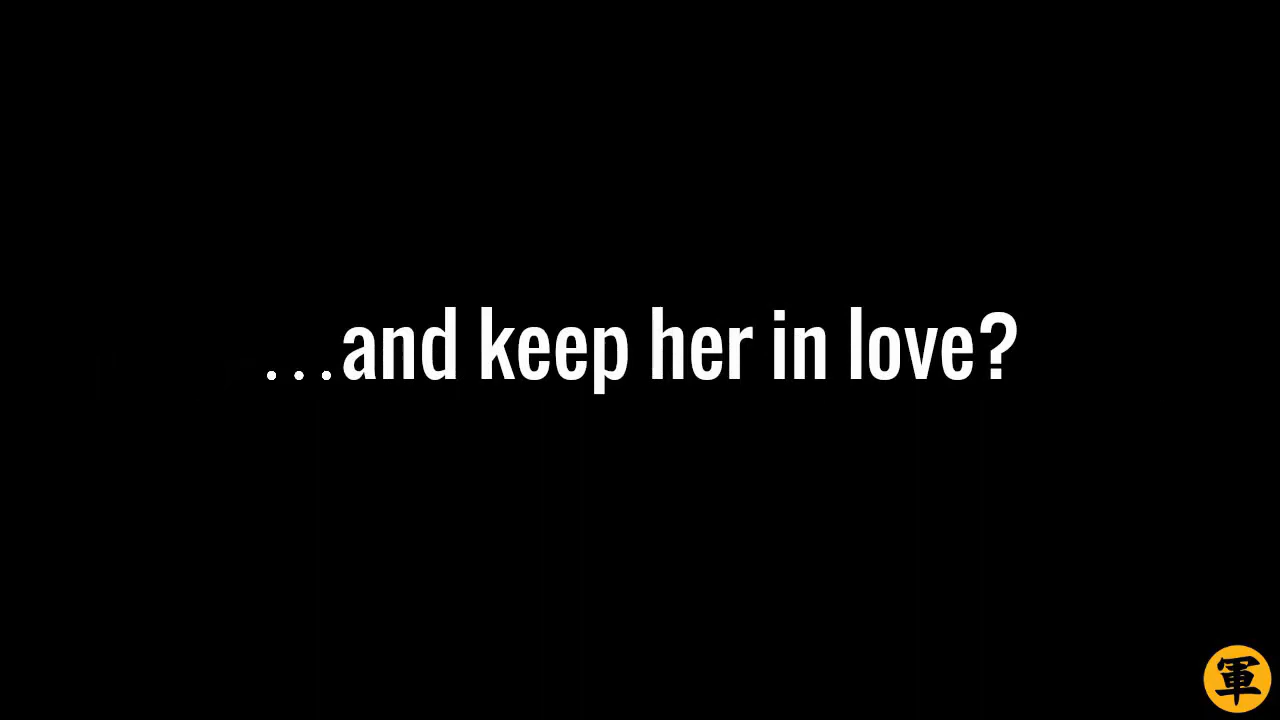 ...and keep her in love?
軍